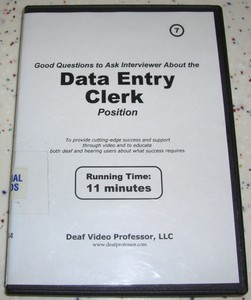 7
Good Questions to Ask Interviewer About the
Data Entry
Clerk
Position
To provide cutting-edge success and support
through video and to educate
both deaf and hearing users about what success requires.
Running Time:
11 minutes
Deaf Video Professor, LLC
www.deafprofessor.com